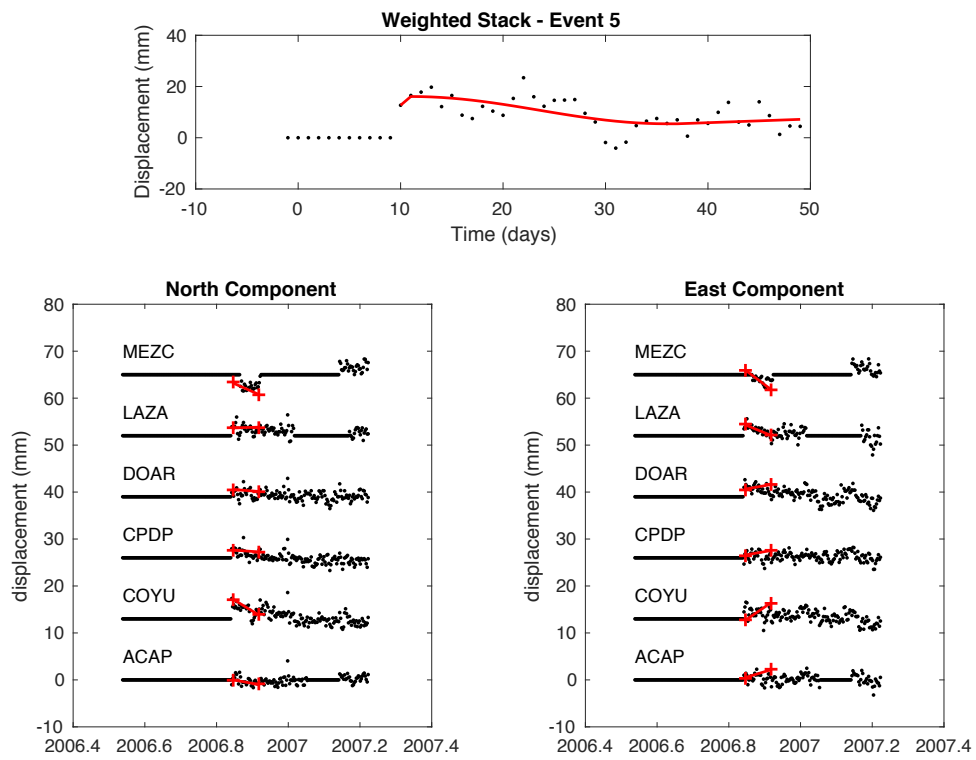 Weighted Stack - Event 5
Displacement (mm)
40
20
0
-20
-10 0 10 20 30 40 50
Time (days)
North Component
displacement (mm)
80
70
60
50
40
30
20
10
0
-10
MEZC
LAZA
DOAR
CPDP
COYU
ACAP
2006.4 2006.6 2006.8 2007 2007.2 2007.4
East Component
displacement (mm)
80
70
60
50
40
30
20
10
0
-10
MEZC
LAZA
DOAR
CPDP
COYU
ACAP
2006.4 2006.6 2006.8 2007 2007.2 2007.4